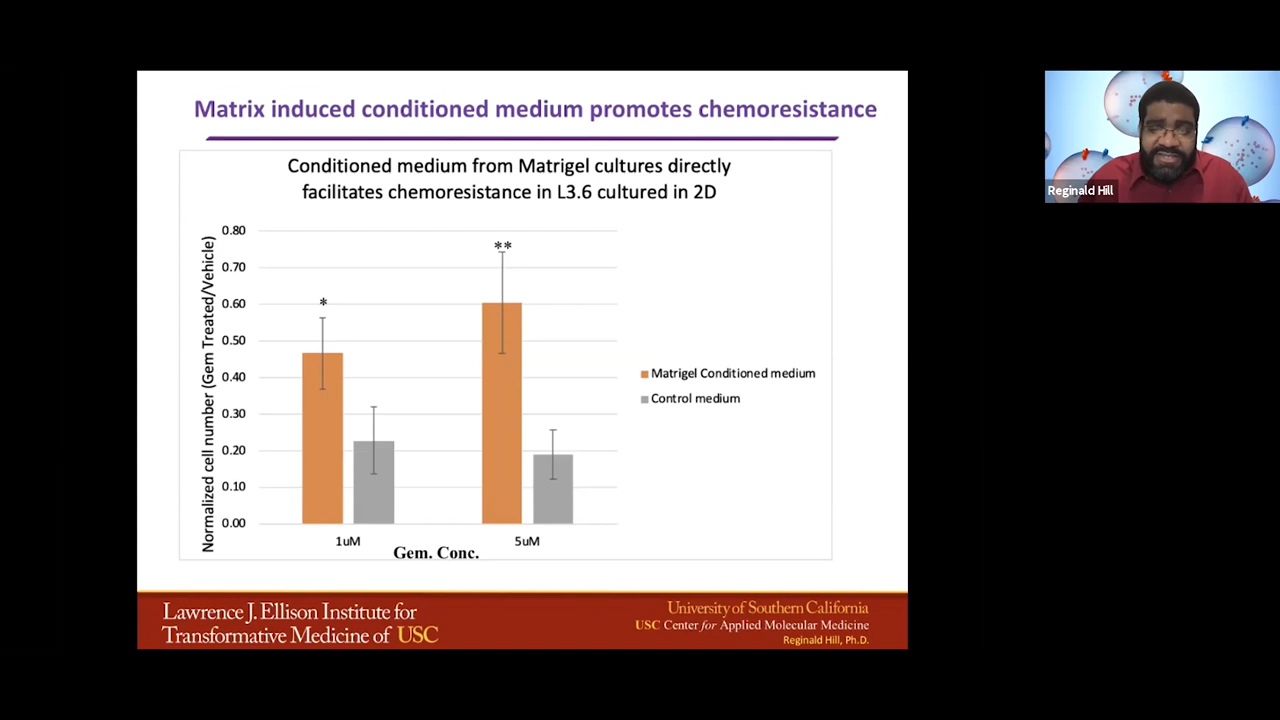 Matrix induced conditioned medium promotes chemoresistance
Conditioned medium from Matrigel cultures directly
facilitates chemoresistance in L3.6 cultured in 2D
Normalized cell number (Gem Treated/Vehicle)
0.80
0.70
0.60
0.50
0.40
0.30
0.20
0.10
0.00
*
**
1uM
5uM
Gem. Conc.
Matrigel Conditioned medium
Control medium
Lawrence J. Ellison Institute for
Transformative Medicine of USC
University of Southern California
USC Center for Applied Molecular Medicine
Reginald Hill, Ph.D.
Reginald Hill